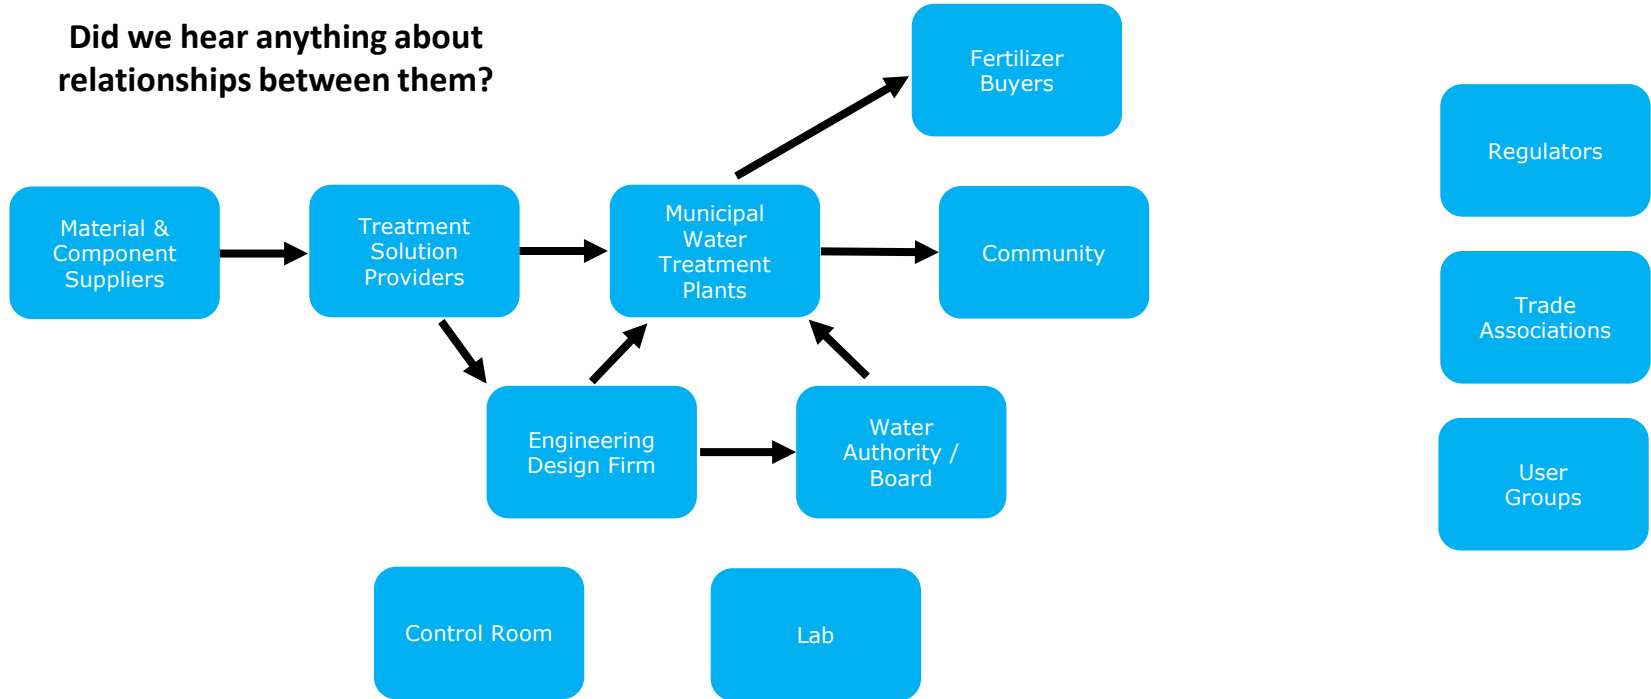 Did we hear anything about
relationships between them?
Fertilizer
Buyers
Regulators
Material &
Component
Suppliers
Treatment
Solution
Providers
Municipal
Water
Treatment
Plants
Community
Trade
Associations
Engineering
Design Firm
Water
Authority /
Board
User
Groups
Control Room
Lab